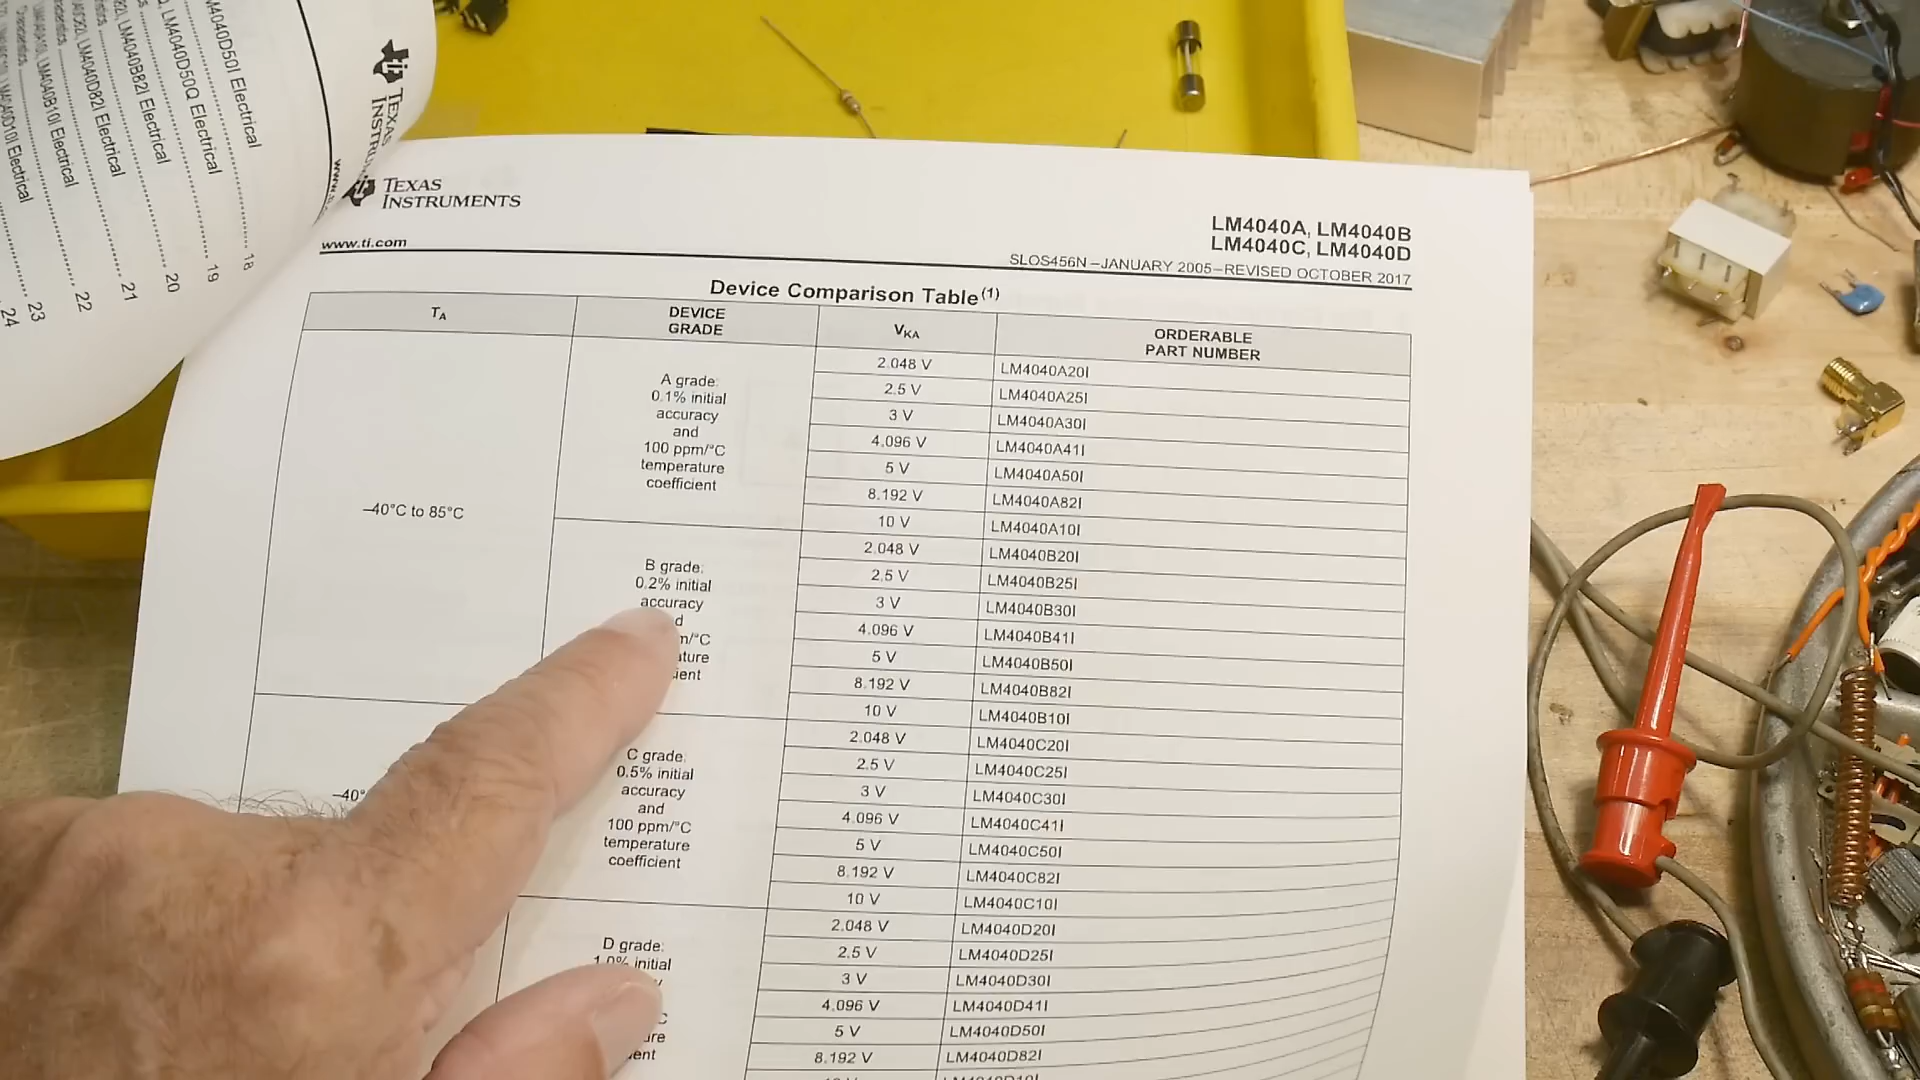 M4040D50I Electrical
18
LM4040D50Q Electrical
19
LM4040B82I Electrical
20
LM4040D82I Electrical
21
LM4040B10I Electrical
22
23
24
TEXAS
TEXAS
INSTRUMENTS
www.ti.com
LM4040A, LM4040B
LM4040C, LM4040D
SLOS456N –JANUARY 2005–REVISED OCTOBER 2017
Device Comparison Table(1)
TA
DEVICE
GRADE
VKA
ORDERABLE
PART NUMBER
–40°C to 85°C
A grade:
0.1% initial
accuracy
and
100 ppm/°C
temperature
coefficient
2.048 V LM4040A20I
2.5 V LM4040A25I
3 V LM4040A30I
4.096 V LM4040A41I
5 V LM4040A50I
8.192 V LM4040A82I
10 V LM4040A10I
B grade:
0.2% initial
accuracy
2.048 V LM4040B20I
2.5 V LM4040B25I
3 V LM4040B30I
4.096 V LM4040B41I
5 V LM4040B50I
8.192 V LM4040B82I
10 V LM4040B10I
–40°
C grade:
0.5% initial
accuracy
and
100 ppm/°C
temperature
coefficient
2.048 V LM4040C20I
2.5 V LM4040C25I
3 V LM4040C30I
4.096 V LM4040C41I
5 V LM4040C50I
8.192 V LM4040C82I
10 V LM4040C10I
D grade:
1.0% initial
2.048 V LM4040D20I
2.5 V LM4040D25I
3 V LM4040D30I
4.096 V LM4040D41I
5 V LM4040D50I
8.192 V LM4040D82I